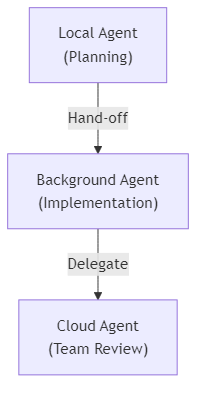 Local Agent
(Planning)
Hand-off
Background Agent
(Implementation)
Delegate
Cloud Agent
(Team Review)